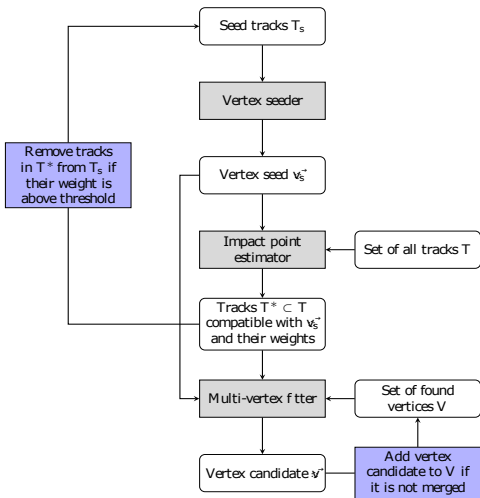 Seed tracks Tₛ
Vertex seeder
Remove tracks
in T* from Tₛ if
their weight is
above threshold
Vertex seed v⃗ₛ
Impact point
estimator
Set of all tracks T
Tracks T* ⊂ T
compatible with v⃗ₛ
and their weights
Multi-vertex f tter
Set of found
vertices V
Vertex candidate v⃗
Add vertex
candidate to V if
it is not merged